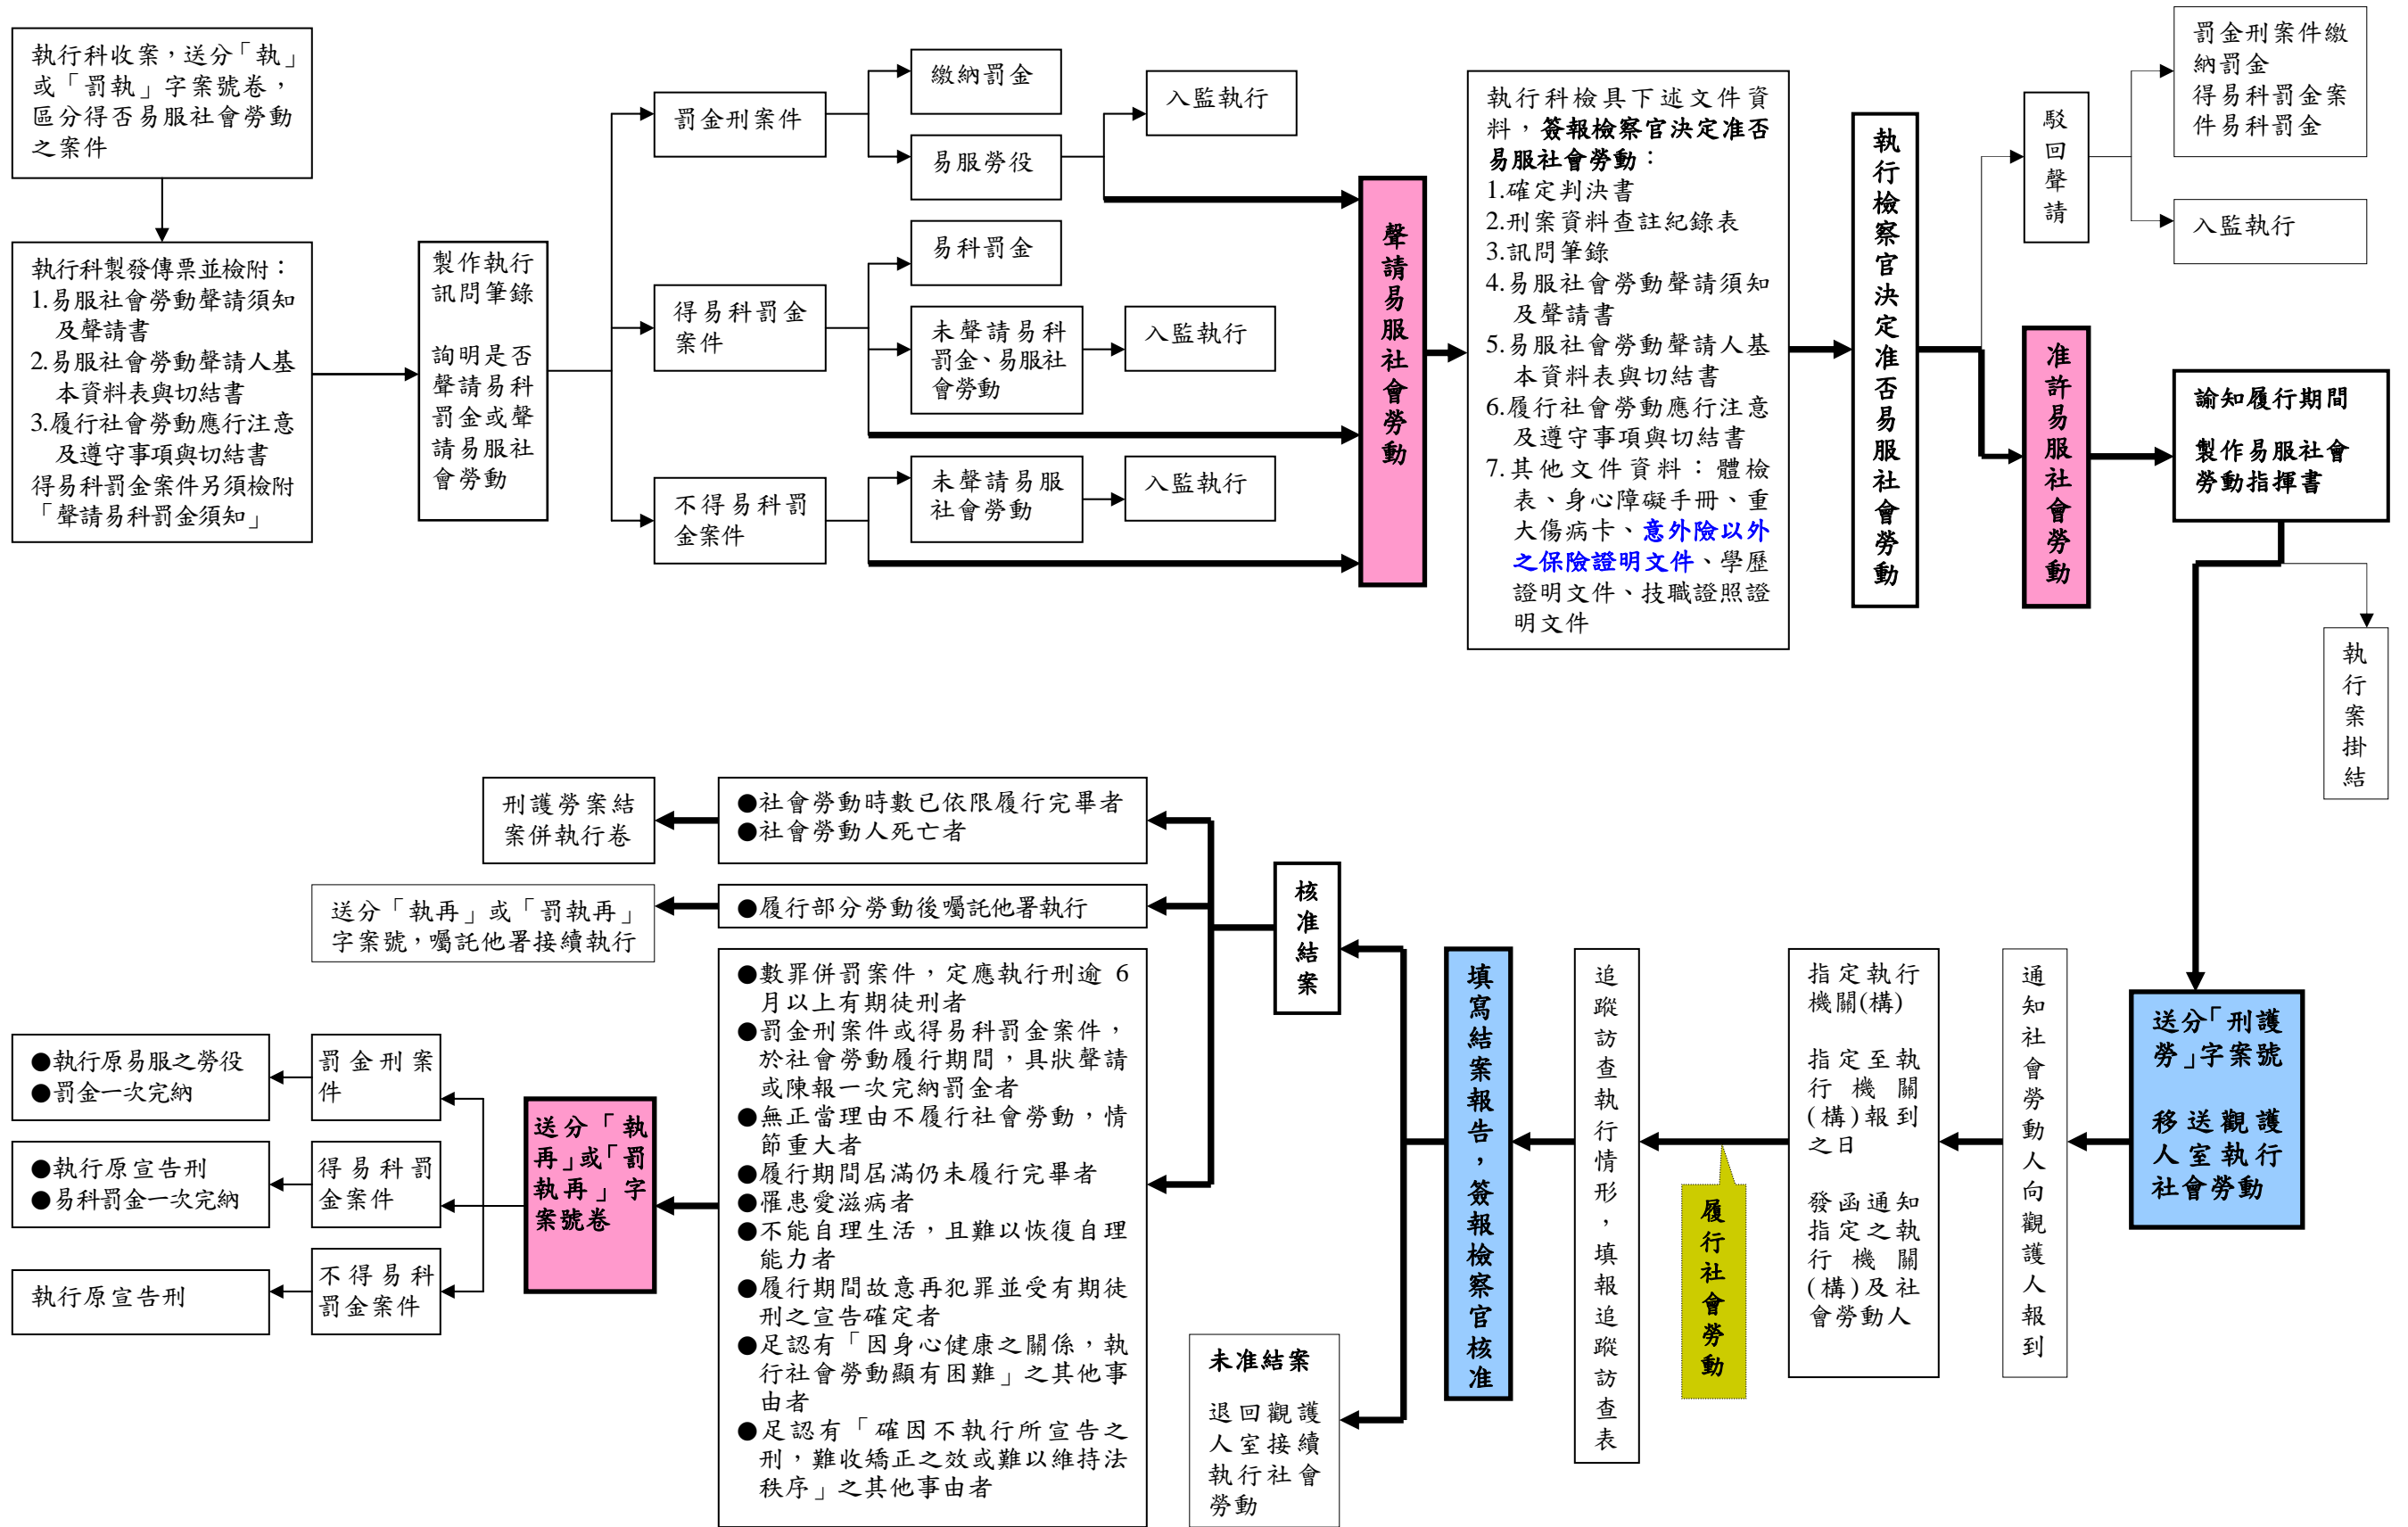 執行科收案，送分「執」
或「罰執」字案號卷，
區分得否易服社會勞動
之案件
執行科製發傳票並檢附：
1.易服社會勞動聲請須知
及聲請書
2.易服社會勞動聲請人基
本資料表與切結書
3.履行社會勞動應行注意
及遵守事項與切結書
得易科罰金案件另須檢附
「聲請易科罰金須知」
製作執行
訊問筆錄
詢明是否
聲請易科
罰金或聲
請易服社
會勞動
罰金刑案件
繳納罰金
易服勞役
入監執行
得易科罰金
案件
易科罰金
未聲請易科
罰金、易服社
會勞動
入監執行
不得易科罰
金案件
未聲請易服
社會勞動
入監執行
聲請易服社會勞動
執行科檢具下述文件資
料，簽報檢察官決定准否
易服社會勞動：
1.確定判決書
2.刑案資料查註紀錄表
3.訊問筆錄
4.易服社會勞動聲請須知
及聲請書
5.易服社會勞動聲請人基
本資料表與切結書
6.履行社會勞動應行注意
及遵守事項與切結書
7.其他文件資料：體檢
表、身心障礙手冊、重
大傷病卡、意外險以外
之保險證明文件、學歷
證明文件、技職證照證
明文件
執行檢察官決定准否易服社會勞動
駁回聲請
罰金刑案件繳
納罰金
得易科罰金案
件易科罰金
入監執行
准許易服社會勞動
諭知履行期間
製作易服社會
勞動指揮書
執行案掛結
送分「刑護
勞」字案號
移送觀護
人室執行
社會勞動
通知社會勞動人向觀護人報到
指定執行
機關(構)
指定至執
行機關
(構)報到
之日
發函通知
指定之執
行機關
(構)及社
會勞動人
履行社會勞動
追蹤訪查執行情形，填報追蹤訪查表
填寫結案報告，簽報檢察官核准
核准結案
未准結案
退回觀護
人室接續
執行社會
勞動
●社會勞動時數已依限履行完畢者
●社會勞動人死亡者
刑護勞案結
案併執行卷
●履行部分勞動後囑託他署執行
送分「執再」或「罰執再」
字案號，囑託他署接續執行
●數罪併罰案件，定應執行刑逾 6
月以上有期徒刑者
●罰金刑案件或得易科罰金案件，
於社會勞動履行期間，具狀聲請
或陳報一次完納罰金者
●無正當理由不履行社會勞動，情
節重大者
●履行期間屆滿仍未履行完畢者
●罹患愛滋病者
●不能自理生活，且難以恢復自理
能力者
●履行期間故意再犯罪並受有期徒
刑之宣告確定者
●足認有「因身心健康之關係，執
行社會勞動顯有困難」之其他事
由者
●足認有「確因不執行所宣告之
刑，難收矯正之效或難以維持法
秩序」之其他事由者
送分「執
再」或「罰
執再」字
案號卷
罰金刑案
件
●執行原易服之勞役
●罰金一次完納
得易科罰
金案件
●執行原宣告刑
●易科罰金一次完納
不得易科
罰金案件
執行原宣告刑